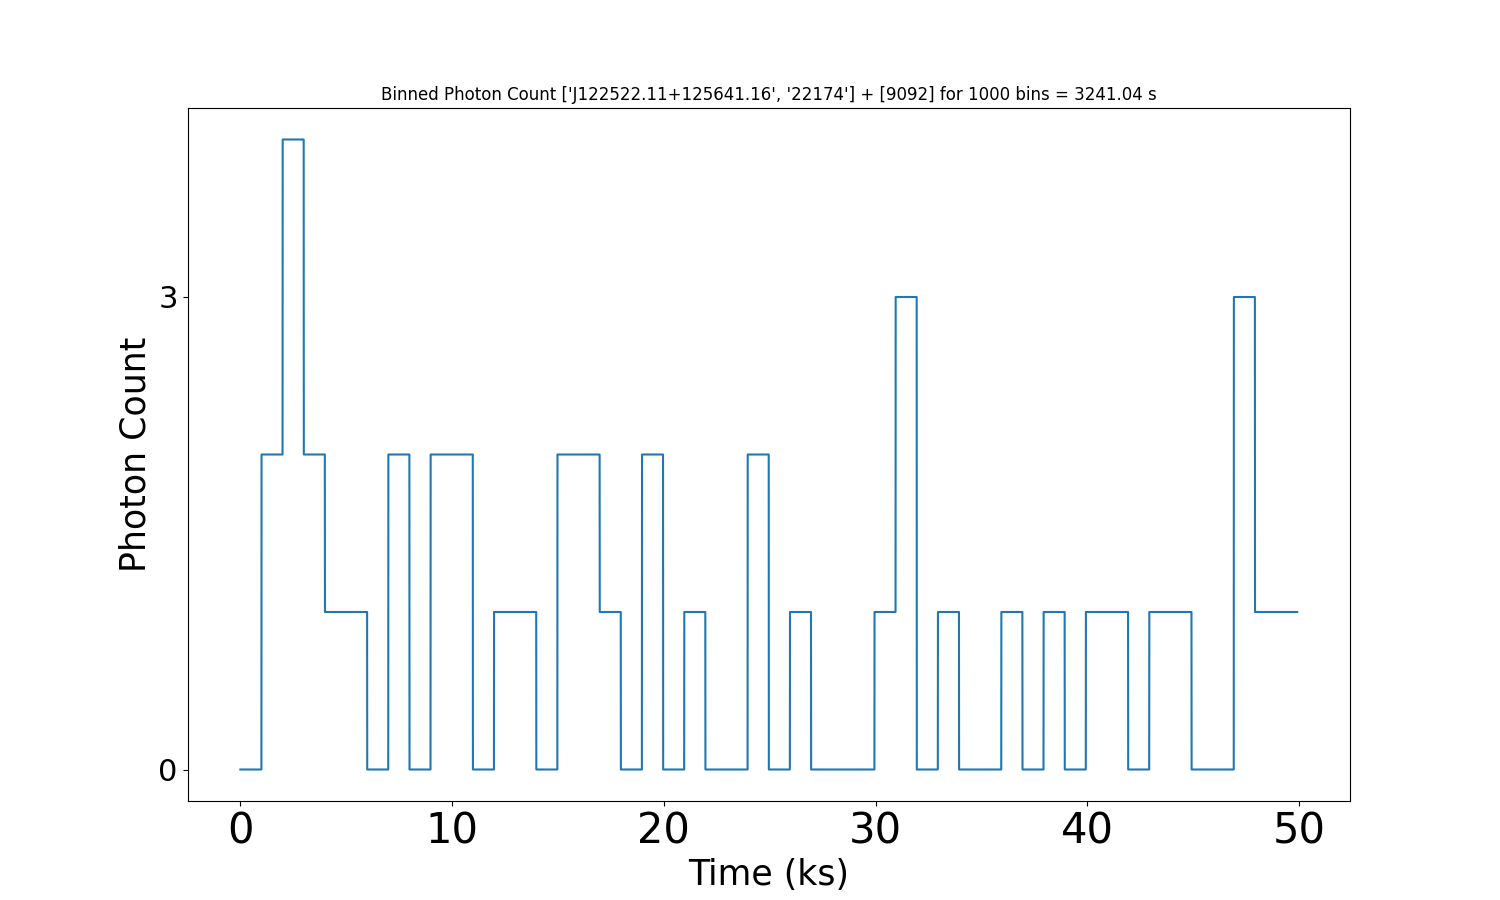 Binned Photon Count ['J122522.11+125641.16', '22174'] + [9092] for 1000 bins = 3241.04 s
Photon Count
3
0
0 10 20 30 40 50
Time (ks)